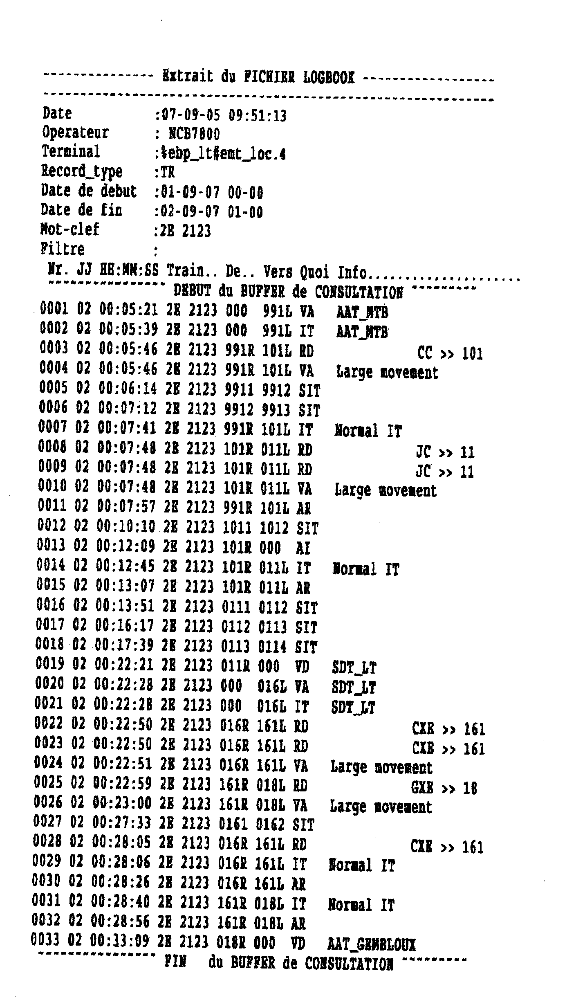 --------------- Extrait du FICHIER LOGBOOK ------------------
-------------------------------------------------------------
Date :07-09-05 09:51:13
Operateur : NCB7800
Terminal :%ebp_lt#emt_loc.4
Record_type :TR
Date de debut :01-09-07 00-00
Date de fin :02-09-07 01-00
Mot-clef :2E 2123
Filtre :
Nr. JJ HH:MM:SS Train.. De.. Vers Quoi Info.......................
---------------- DEBUT du BUFFER de CONSULTATION ---------
0001 02 00:05:21 2E 2123 000 991L VA AAT_MTB
0002 02 00:05:39 2E 2123 000 991L IT AAT_MTB
0003 02 00:05:46 2E 2123 991R 101L RD CC >> 101
0004 02 00:05:46 2E 2123 991R 101L VA Large movement
0005 02 00:06:14 2E 2123 9911 9912 SIT
0006 02 00:07:12 2E 2123 9912 9913 SIT
0007 02 00:07:41 2E 2123 991R 101L IT Normal IT
0008 02 00:07:48 2E 2123 101R 011L RD JC >> 11
0009 02 00:07:48 2E 2123 101R 011L RD JC >> 11
0010 02 00:07:48 2E 2123 101R 011L VA Large movement
0011 02 00:07:57 2E 2123 991R 101L AR
0012 02 00:10:10 2E 2123 1011 1012 SIT
0013 02 00:12:09 2E 2123 101R 000 AI
0014 02 00:12:45 2E 2123 101R 011L IT Normal IT
0015 02 00:13:07 2E 2123 101R 011L AR
0016 02 00:13:51 2E 2123 0111 0112 SIT
0017 02 00:16:17 2E 2123 0112 0113 SIT
0018 02 00:17:39 2E 2123 0113 0114 SIT
0019 02 00:22:21 2E 2123 011R 000 VD SDT_LT
0020 02 00:22:28 2E 2123 000 016L VA SDT_LT
0021 02 00:22:28 2E 2123 000 016L IT SDT_LT
0022 02 00:22:50 2E 2123 016R 161L RD CXE >> 161
0023 02 00:22:50 2E 2123 016R 161L RD CXE >> 161
0024 02 00:22:51 2E 2123 016R 161L VA Large movement
0025 02 00:22:59 2E 2123 161R 018L RD GXE >> 18
0026 02 00:23:00 2E 2123 161R 018L VA Large movement
0027 02 00:27:33 2E 2123 0161 0162 SIT
0028 02 00:28:05 2E 2123 016R 161L RD CXE >> 161
0029 02 00:28:06 2E 2123 016R 161L IT Normal IT
0030 02 00:28:26 2E 2123 016R 161L AR
0031 02 00:28:40 2E 2123 161R 018L IT Normal IT
0032 02 00:28:56 2E 2123 161R 018L AR
0033 02 00:33:09 2E 2123 018R 000 VD AAT_GEMBLOUX
---------------- FIN du BUFFER de CONSULTATION ---------